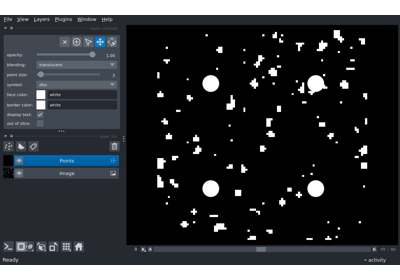 File View Layers Plugins Window Help
opacity: 1.00
blending: translucent
point size:
symbol: disc
face color: white
border color: white
display text:
out of slice:
Points
Image
Ready
activity